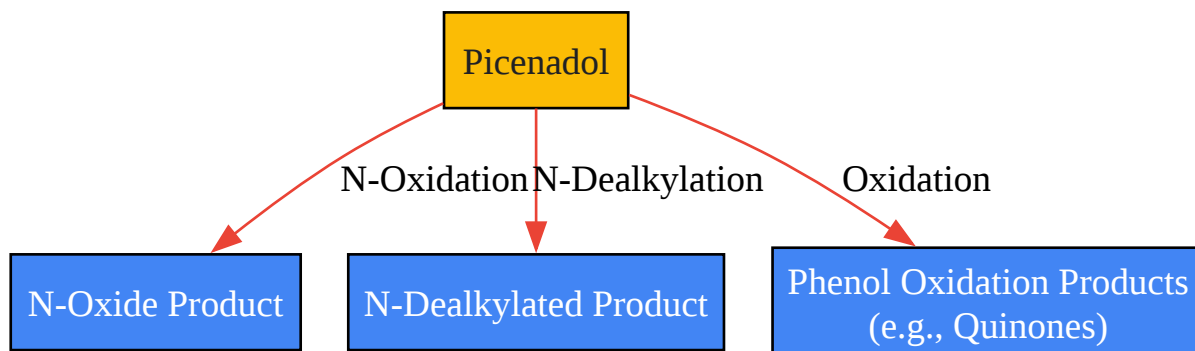 Picenadol
N-Oxidation
N-Dealkylation
Oxidation
N-Oxide Product
N-Dealkylated Product
Phenol Oxidation Products
(e.g., Quinones)